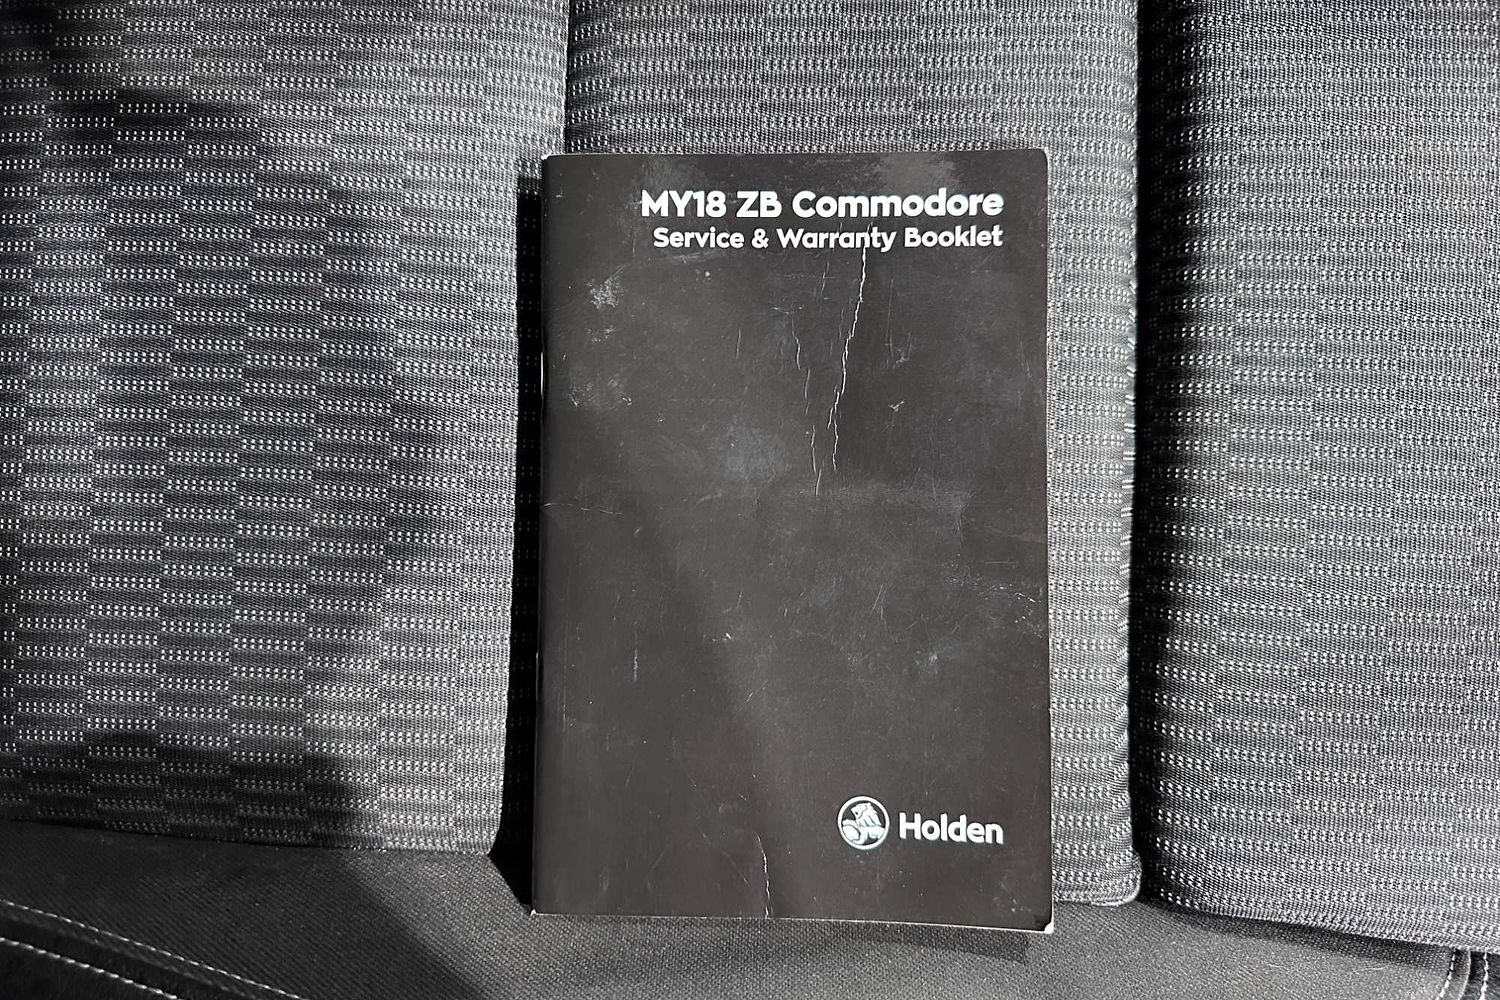 MY18 ZB Commodore
Service & Warranty Booklet
Holden